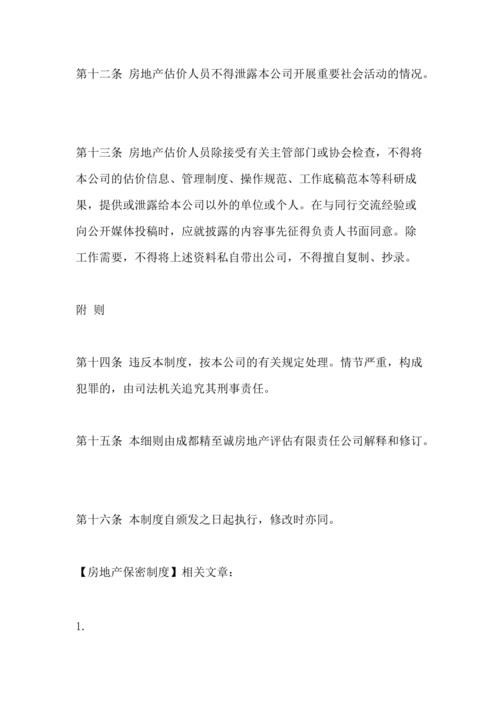 第十二条 房地产估价人员不得泄露本公司开展重要社会活动的情况。
第十三条 房地产估价人员除接受有关主管部门或协会检查，不得将
本公司的估价信息、管理制度、操作规范、工作底稿范本等科研成
果，提供或泄露给本公司以外的单位或个人。在与同行交流经验或
向公开媒体投稿时，应就披露的内容事先征得负责人书面同意。除
工作需要，不得将上述资料私自带出公司，不得擅自复制、抄录。
附 则
第十四条 违反本制度，按本公司的有关规定处理。情节严重，构成
犯罪的，由司法机关追究其刑事责任。
第十五条 本细则由成都精至诚房地产评估有限责任公司解释和修订。
第十六条 本制度自颁发之日起执行，修改时亦同。
【房地产保密制度】相关文章：
1.